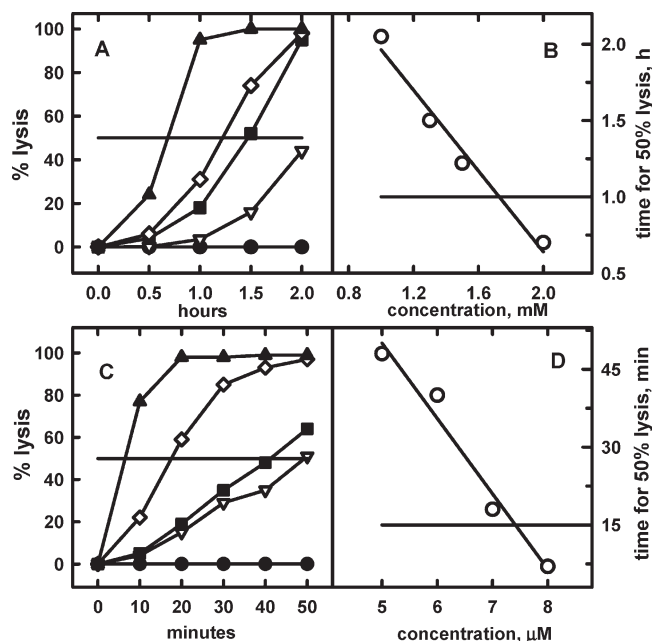 A
B
100
80
60
40
20
0
% lysis
0.0 0.5 1.0 1.5 2.0
hours
2.0
1.5
1.0
0.5
time for 50% lysis, h
0.8 1.2 1.6 2.0
concentration, mM
C
D
100
80
60
40
20
0
% lysis
0 10 20 30 40 50
minutes
45
30
15
time for 50% lysis, min
5 6 7 8
concentration, μM